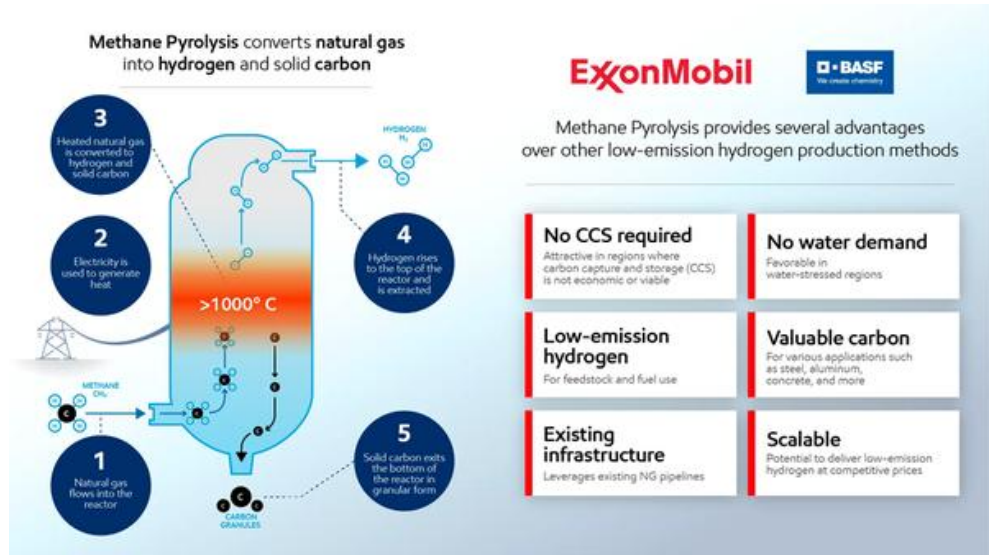 Methane Pyrolysis converts natural gas
into hydrogen and solid carbon
3
Heated natural gas
is converted to
hydrogen and
solid carbon
2
Electricity is
used to generate
heat
>1000° C
HYDROGEN
H₂
4
Hydrogen rises
to the top of the
reactor and
is extracted
METHANE
CH₄
C
1
Natural gas
flows into the
reactor
5
Solid carbon exits
the bottom of
the reactor in
granular form
C
C
C
CARBON
GRANULES
ExxonMobil
BASF
We create chemistry
Methane Pyrolysis provides several advantages
over other low-emission hydrogen production methods
No CCS required
Attractive in regions where
carbon capture and storage (CCS)
is not economic or viable
No water demand
Favorable in
water-stressed regions
Low-emission
hydrogen
For feedstock and fuel use
Valuable carbon
For various applications such
as steel, aluminum,
concrete, and more
Existing
infrastructure
Leverages existing NG pipelines
Scalable
Potential to deliver low-emission
hydrogen at competitive prices